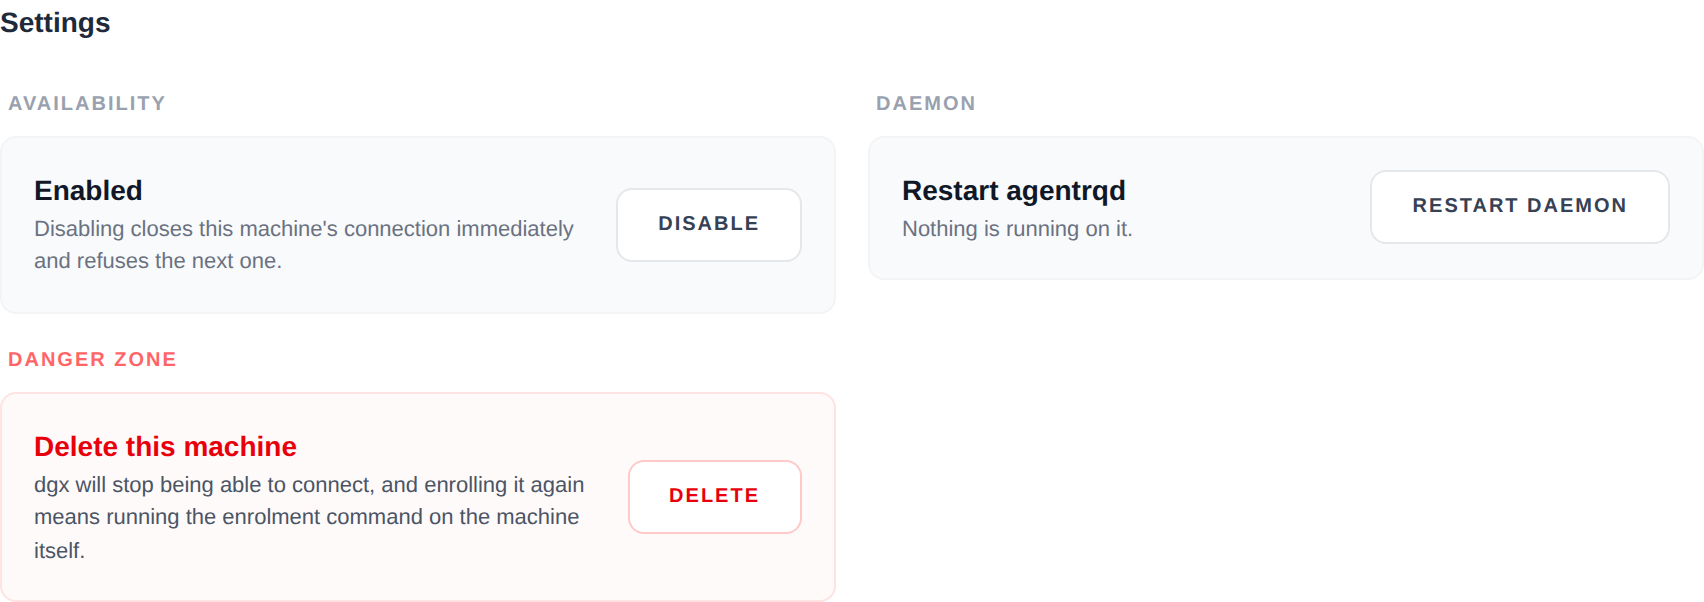 Settings
AVAILABILITY
Enabled
Disabling closes this machine's connection immediately
and refuses the next one.
DISABLE
DAEMON
Restart agentrqd
Nothing is running on it.
RESTART DAEMON
DANGER ZONE
Delete this machine
dgx will stop being able to connect, and enrolling it again
means running the enrolment command on the machine
itself.
DELETE